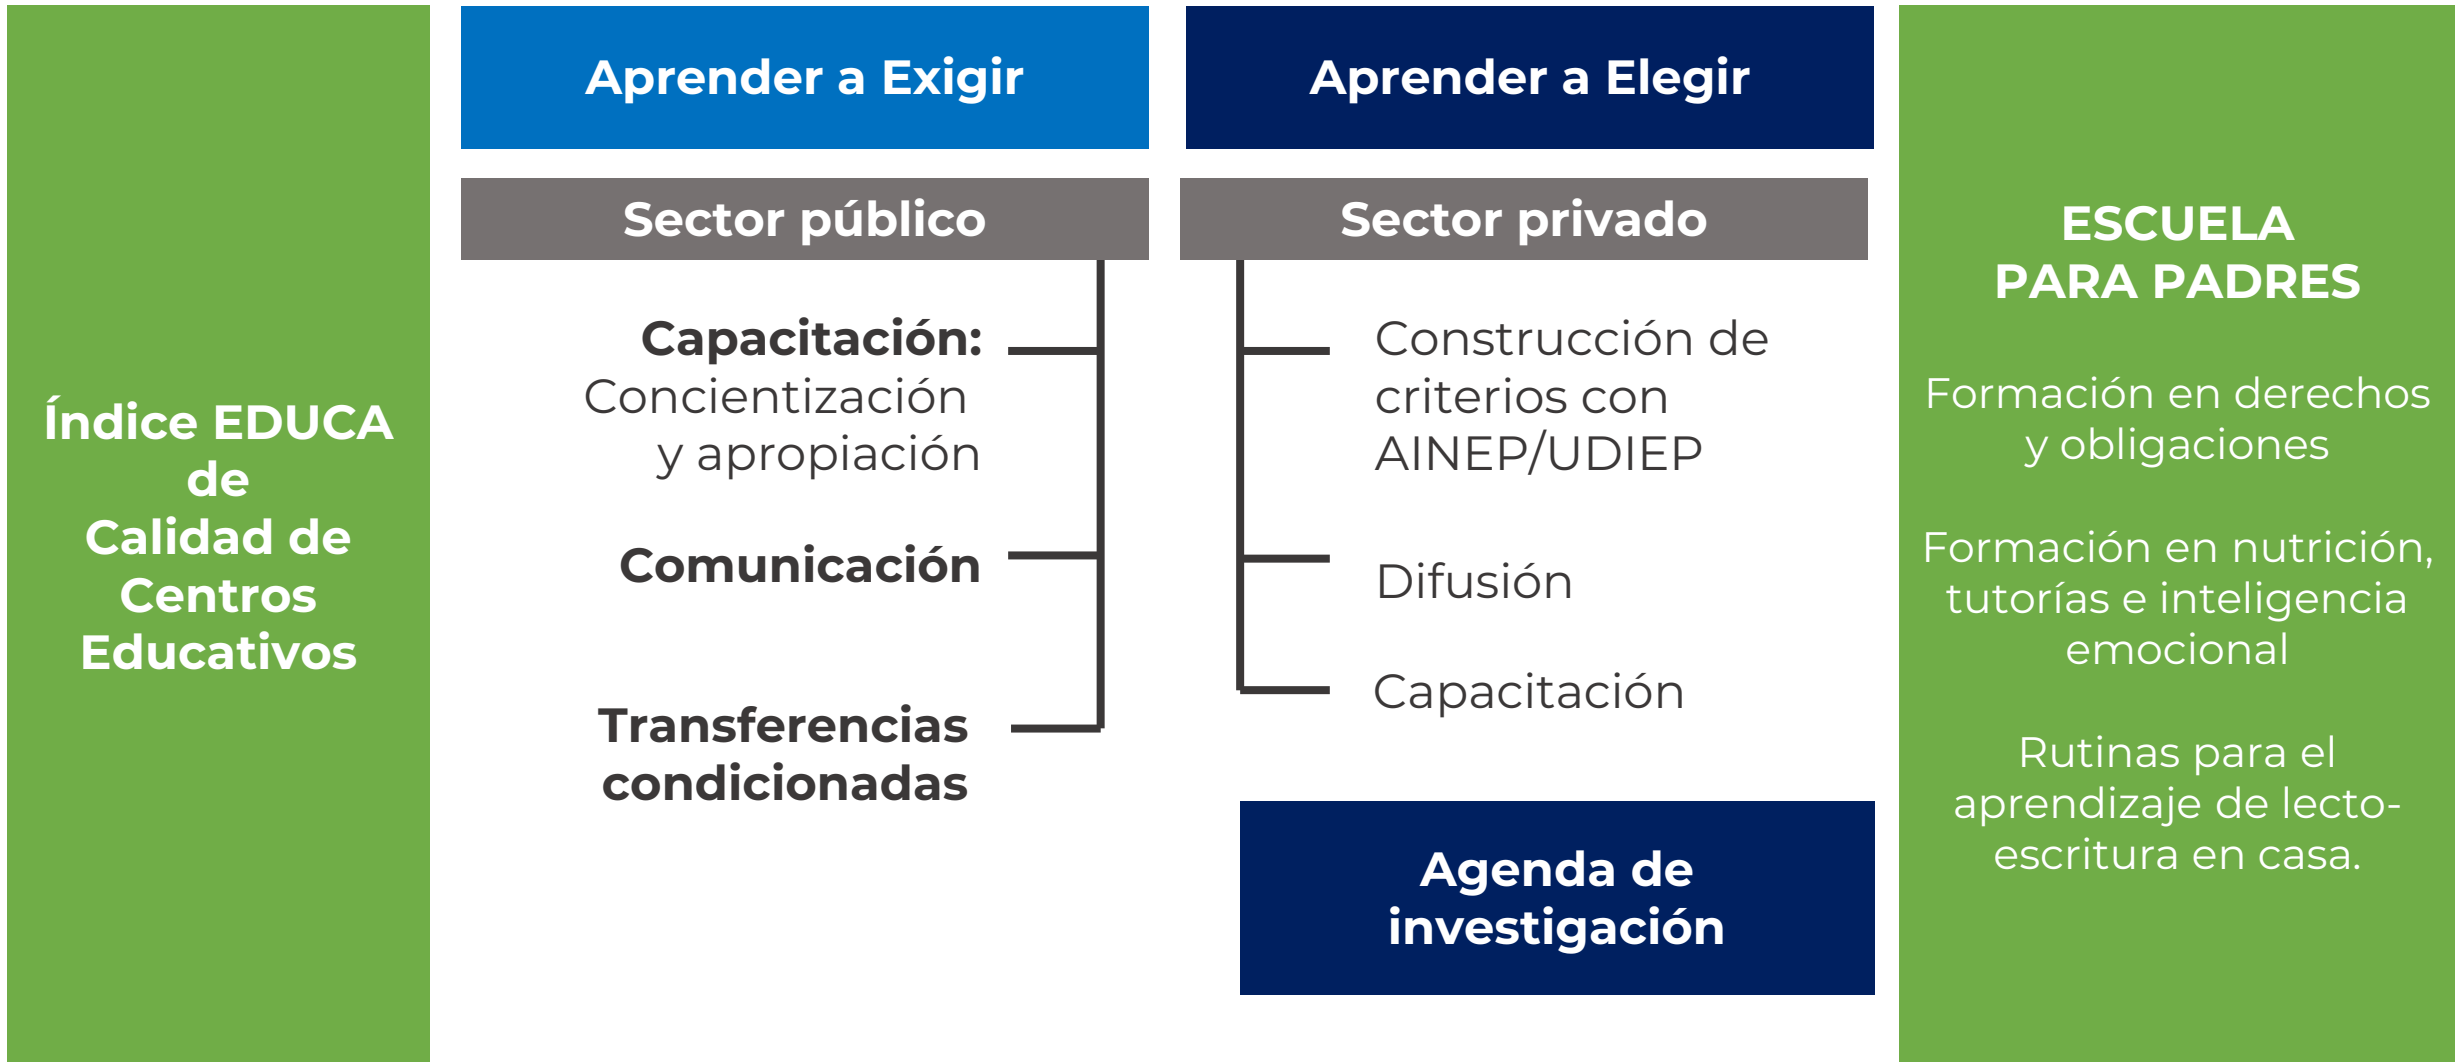 Índice EDUCA
de
Calidad de
Centros
Educativos
Aprender a Exigir
Sector público
Capacitación:
Concientización
y apropiación
Comunicación
Transferencias
condicionadas
Aprender a Elegir
Sector privado
Construcción de
criterios con
AINEP/UDIEP
Difusión
Capacitación
Agenda de
investigación
ESCUELA
PARA PADRES
Formación en derechos
y obligaciones
Formación en nutrición,
tutorías e inteligencia
emocional
Rutinas para el
aprendizaje de lecto-
escritura en casa.